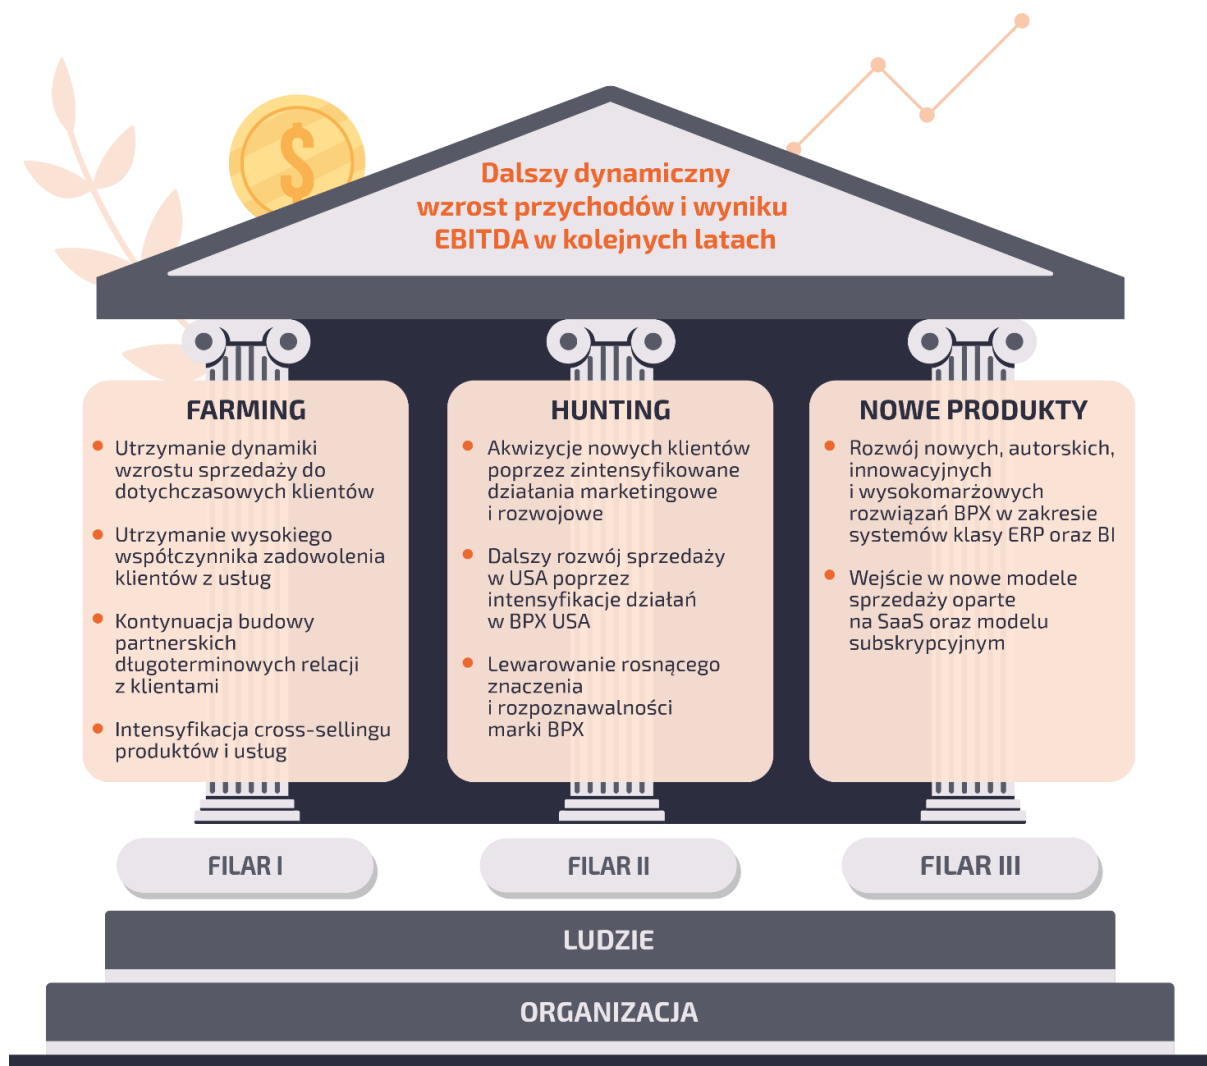 $
Dalszy dynamiczny
wzrost przychodów i wyniku
EBITDA w kolejnych latach
FARMING
Utrzymanie dynamiki
wzrostu sprzedaży do
dotychczasowych klientów
Utrzymanie wysokiego
współczynnika zadowolenia
klientów z usług
Kontynuacja budowy
partnerskich
długoterminowych relacji
z klientami
Intensyfikacja cross-sellingu
produktów i usług
HUNTING
Akwizycje nowych klientów
poprzez zintensyfikowane
działania marketingowe
i rozwojowe
Dalszy rozwój sprzedaży
w USA poprzez
intensyfikacje działań
w BPX USA
Lewarowanie rosnącego
znaczenia
i rozpoznawalności
marki BPX
NOWE PRODUKTY
Rozwój nowych, autorskich,
innowacyjnych
i wysokomarżowych
rozwiązań BPX w zakresie
systemów klasy ERP oraz BI
Wejście w nowe modele
sprzedaży oparte
na SaaS oraz modelu
subskrypcyjnym
FILAR I
FILAR II
FILAR III
LUDZIE
ORGANIZACJA